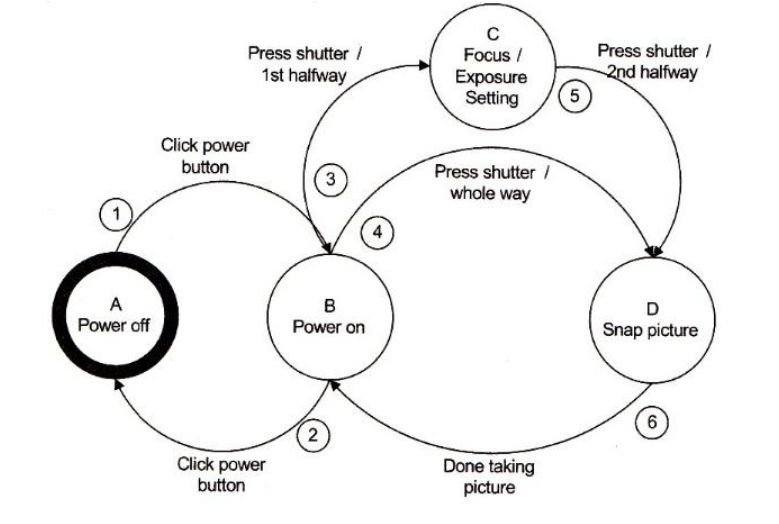 C
Focus /
Exposure
Setting
Press shutter /
1st halfway
Press shutter /
2nd halfway
5
Click power
button
3
Press shutter /
whole way
1
4
A
Power off
B
Power on
D
Snap picture
2
6
Click power
button
Done taking
picture